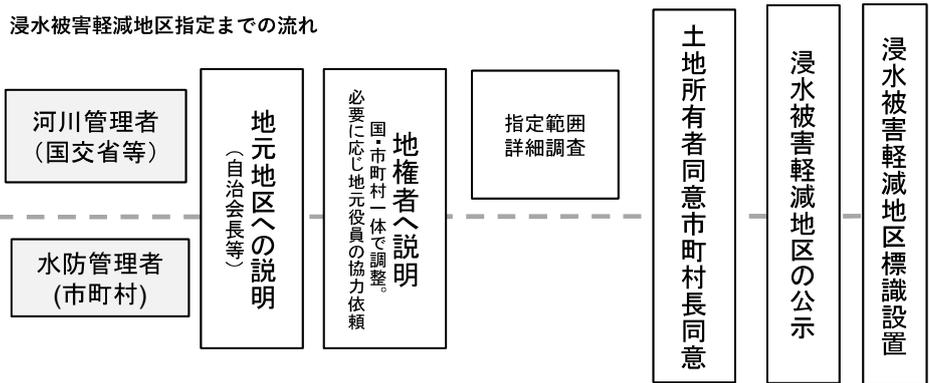 浸水被害軽減地区指定までの流れ
河川管理者
（国交省等）
水防管理者
(市町村)
地元地区への説明
（自治会長等）
地権者へ説明
国・市町村一体で調整。
必要に応じ地元役員の協力依頼
指定範囲
詳細調査
土地所有者同意市町村長同意
浸水被害軽減地区の公示
浸水被害軽減地区標識設置